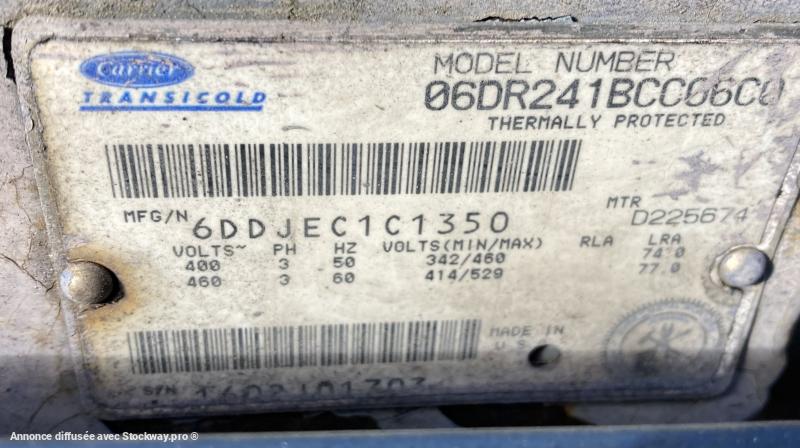 Carrier
TRANSICOLD
MODEL NUMBER
06DR241BCC06C0
THERMALLY PROTECTED
MFG/N 6DDJEC1C1350
MTR D225674
VOLTS~ PH HZ VOLTS(MIN/MAX) RLA LRA
400 3 50 342/460 74.0
460 3 60 414/529 77.0
MADE IN
U.S.
S/N
Annonce diffusée avec Stockway.pro ®